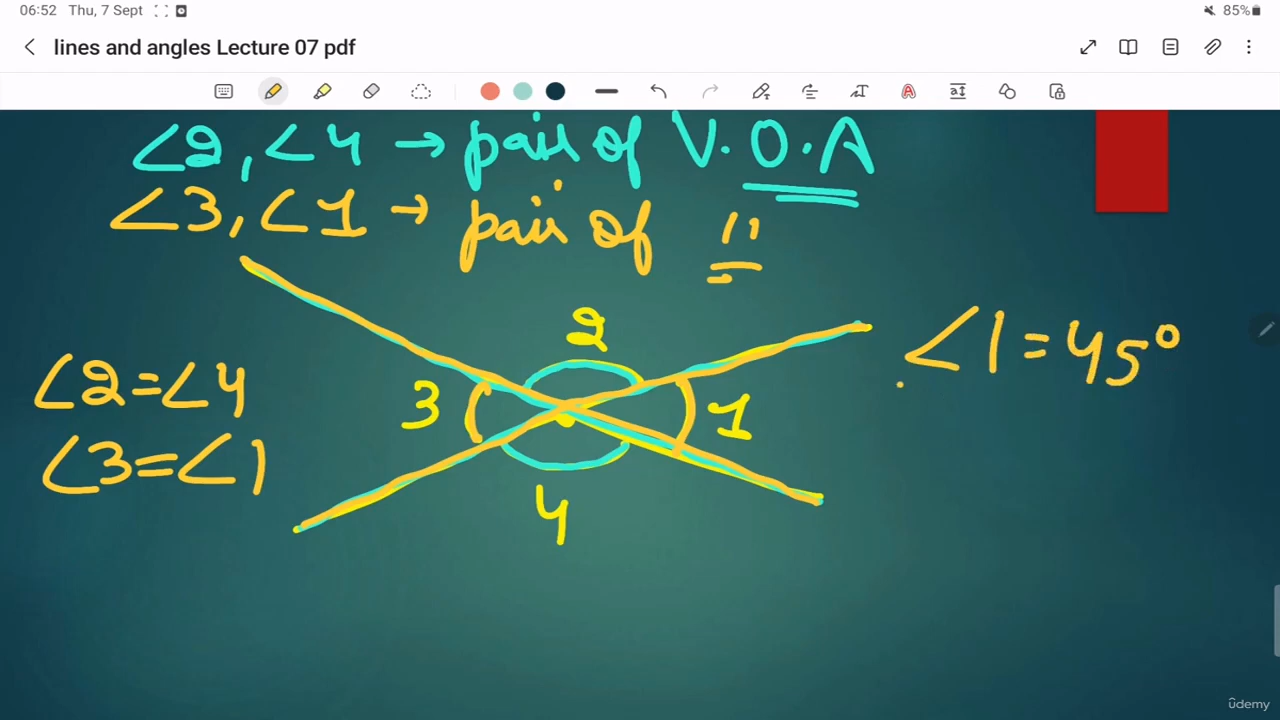 06:52 Thu, 7 Sept 85%
lines and angles Lecture 07 pdf
∠2, ∠4 → pair of V.O.A
∠3, ∠1 → pair of "
2
∠1 = 45°
∠2 = ∠4
3 1
∠3 = ∠1
4
ûdemy